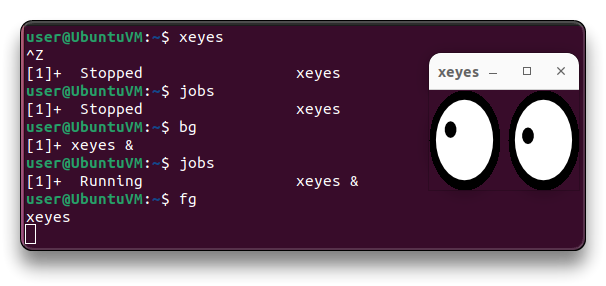 user@UbuntuVM:~$ xeyes
^Z
[1]+  Stopped                 xeyes
user@UbuntuVM:~$ jobs
[1]+  Stopped                 xeyes
user@UbuntuVM:~$ bg
[1]+ xeyes &
user@UbuntuVM:~$ jobs
[1]+  Running                 xeyes &
user@UbuntuVM:~$ fg
xeyes
xeyes